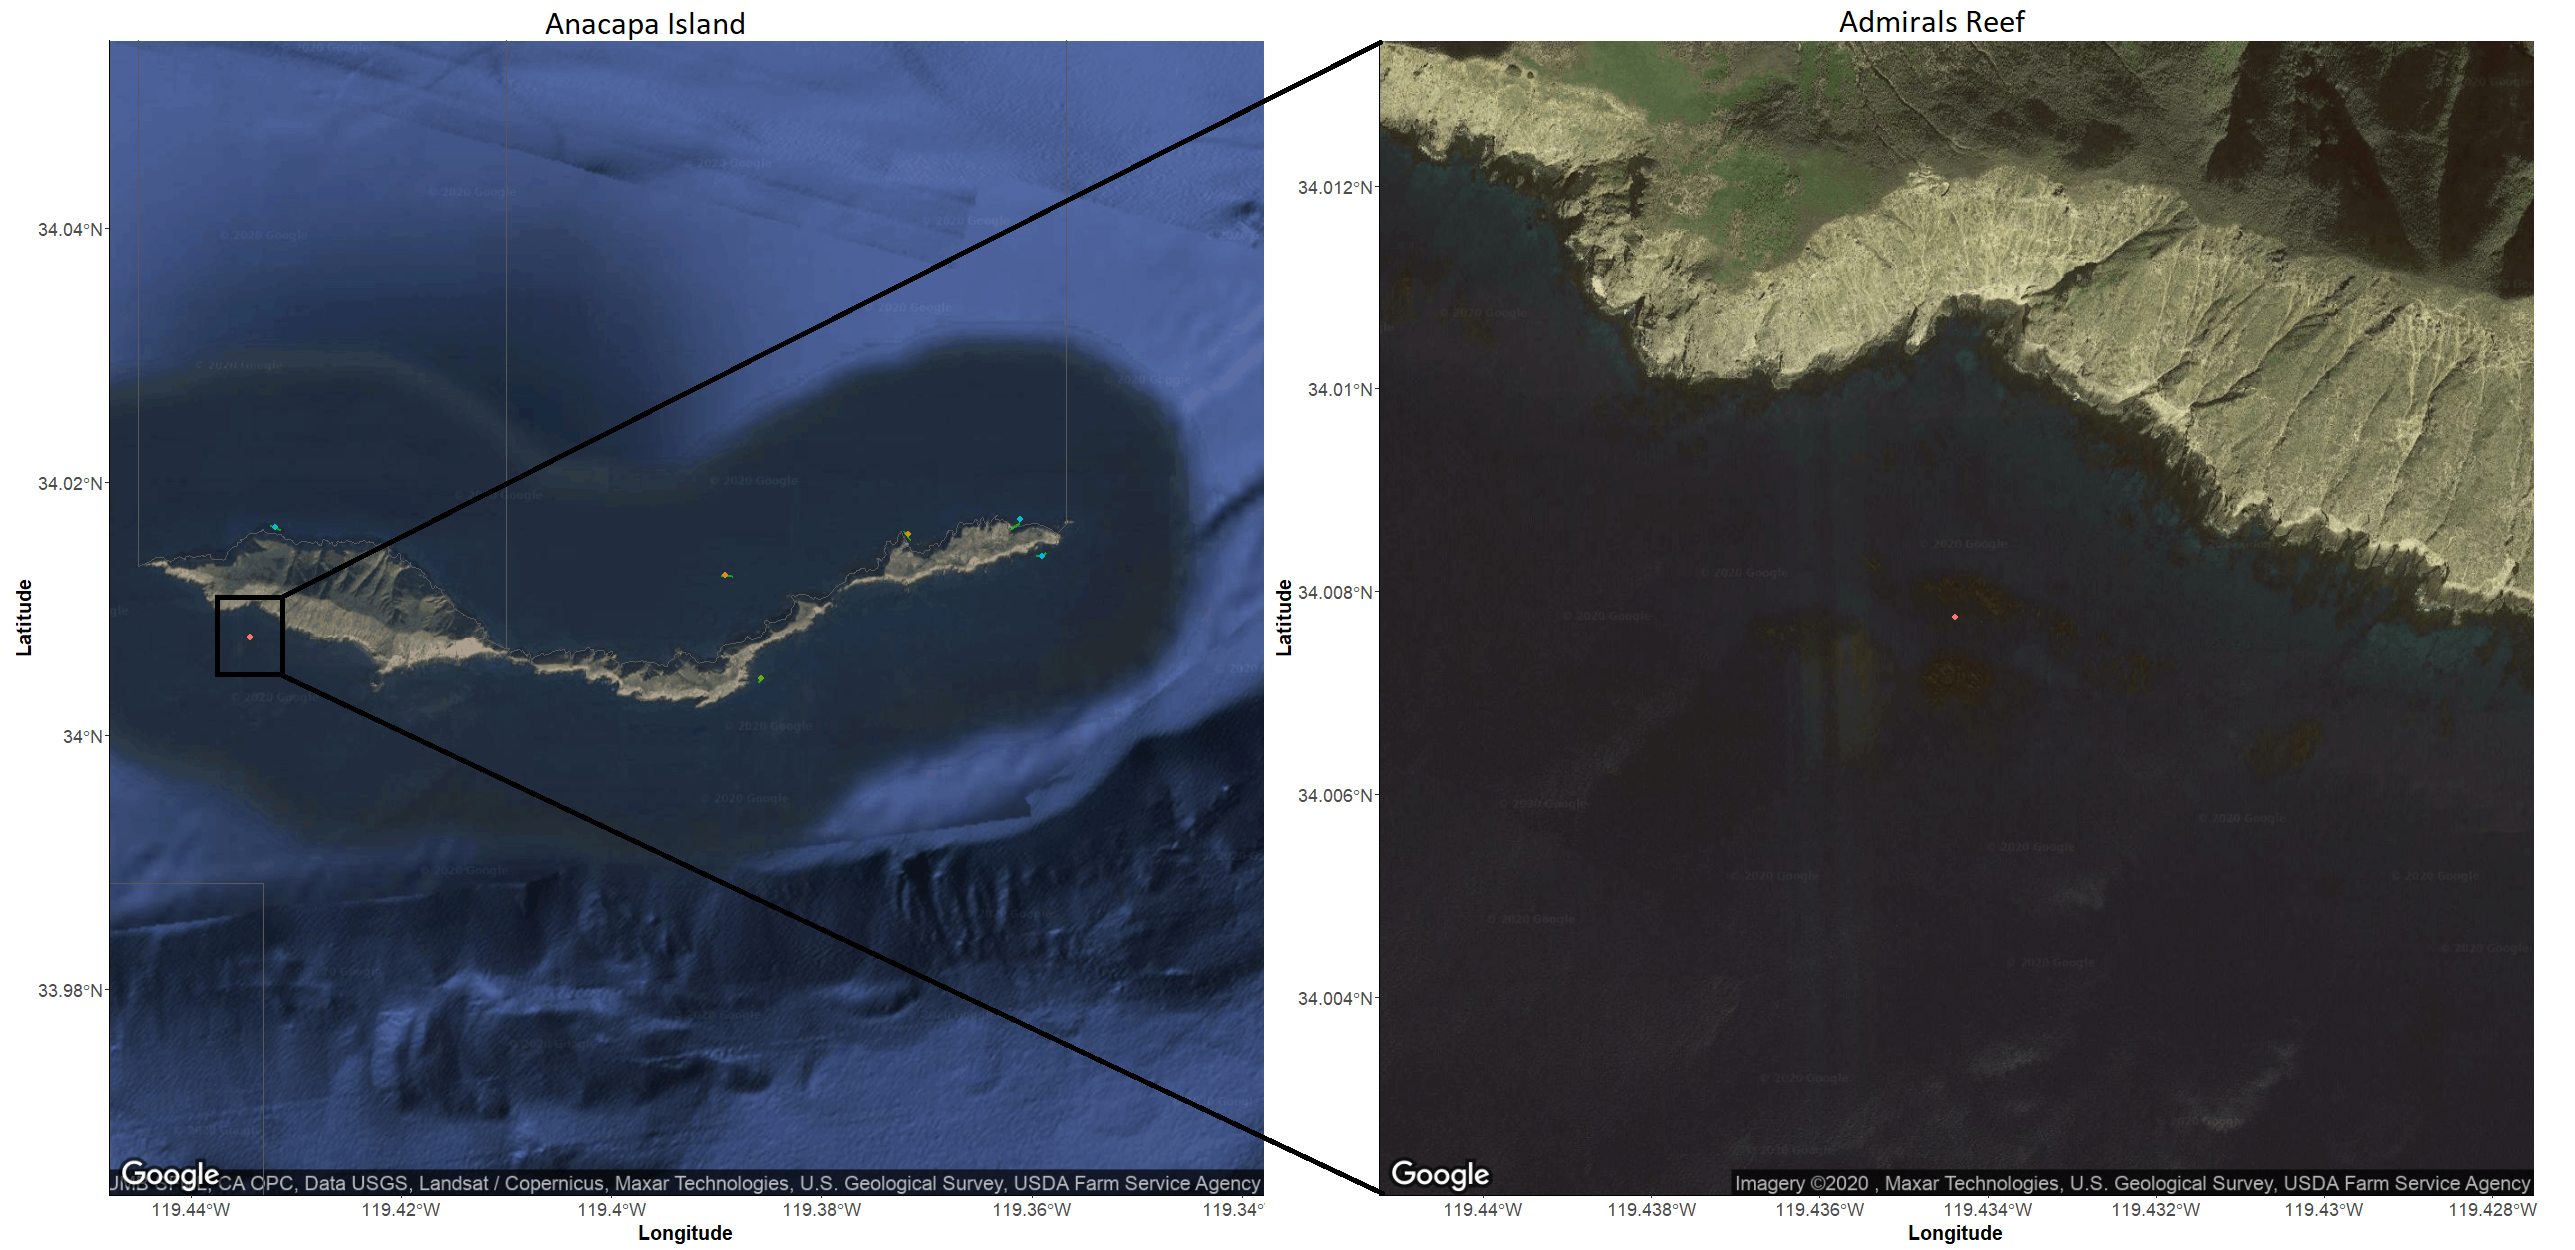 Anacapa Island
Admirals Reef
34.04°N
34.02°N
34°N
33.98°N
Latitude
119.44°W
119.42°W
119.4°W
119.38°W
119.36°W
119.34°
Longitude
Google
CA OPC, Data USGS, Landsat / Copernicus, Maxar Technologies, U.S. Geological Survey, USDA Farm Service Agency
© 2020 Google
34.012°N
34.01°N
34.008°N
34.006°N
34.004°N
Latitude
119.44°W
119.438°W
119.436°W
119.434°W
119.432°W
119.43°W
119.428°W
Longitude
Google
Imagery ©2020 , Maxar Technologies, U.S. Geological Survey, USDA Farm Service Agency
© 2020 Google